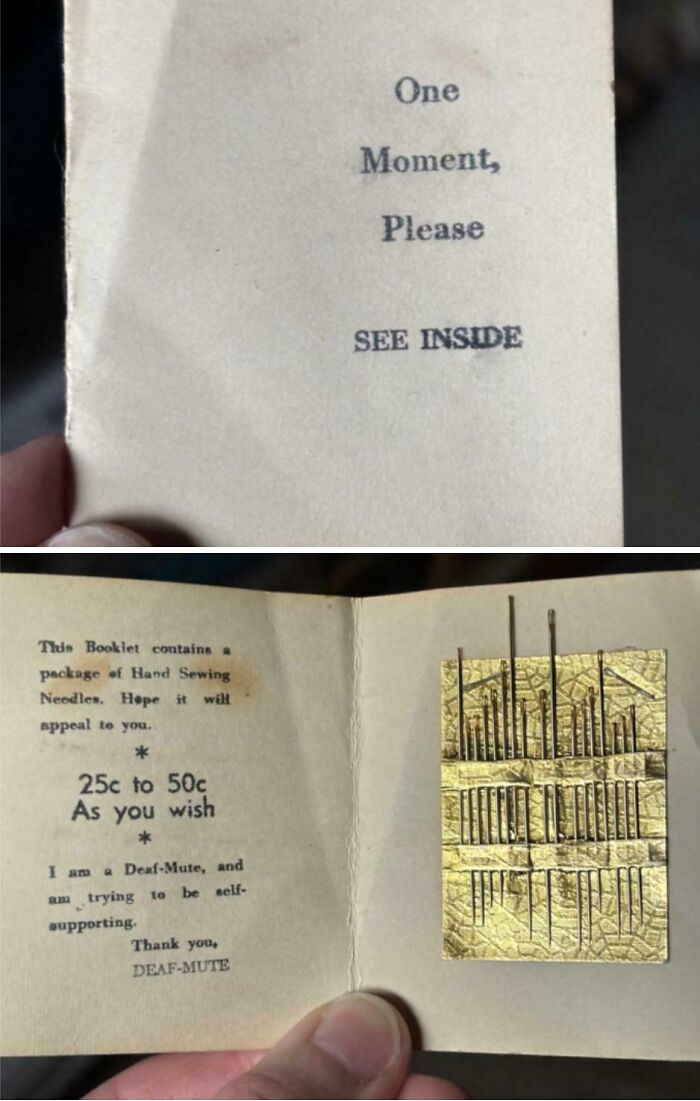 One
Moment,
Please
SEE INSIDE
This Booklet contains a
package of Hand Sewing
Needles. Hope it will
appeal to you.
*
25c to 50c
As you wish
*
I am a Deaf-Mute, and
am trying to be self-
supporting.
Thank you,
DEAF-MUTE